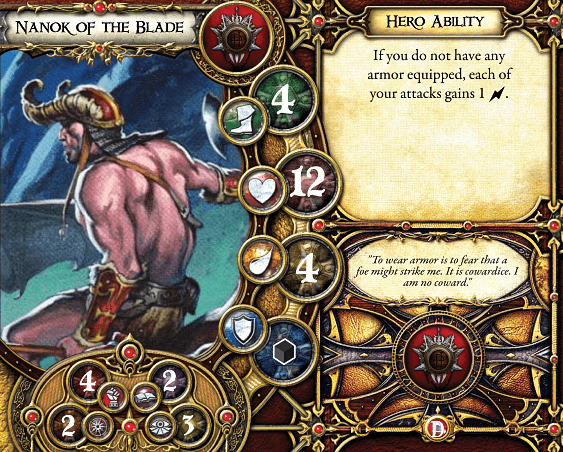 Nanok of the Blade
4
12
4
4
2
2
3
Hero Ability
If you do not have any
armor equipped, each of
your attacks gains 1
"To wear armor is to fear that a
foe might strike me. It is cowardice. I
am no coward."
D